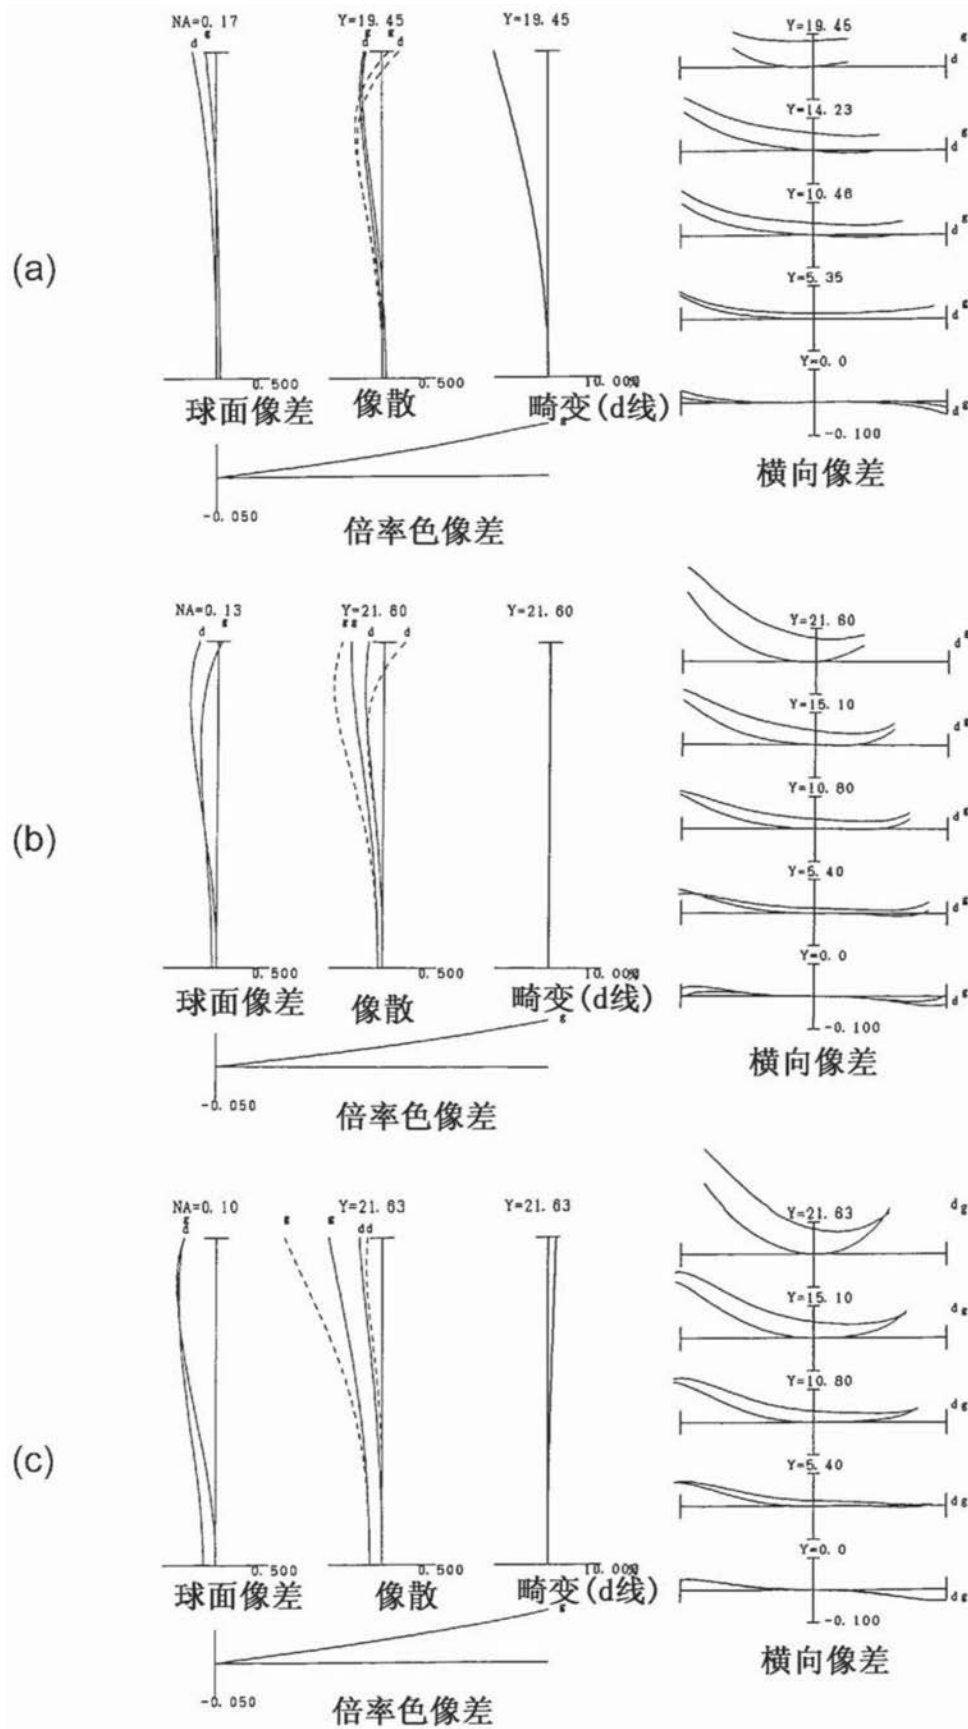 (a)
NA=0.17
d g
0.500
球面像差
Y=19.45
g
d g d
0.500
像散
Y=19.45
10.00%
畸变(d线)
g
-0.050
倍率色像差
Y=19.45
g
d
Y=14.23
d g
Y=10.46
d g
Y=5.35
d g
Y=0.0
d g
-0.100
横向像差
(b)
NA=0.13
d g
0.500
球面像差
Y=21.60
g g d d
0.500
像散
Y=21.60
10.00%
畸变(d线)
g
-0.050
倍率色像差
Y=21.60
d g
Y=15.10
d g
Y=10.80
d g
Y=5.40
d g
Y=0.0
d g
-0.100
横向像差
(c)
NA=0.10
g
d
0.500
球面像差
Y=21.63
g g d d
0.500
像散
Y=21.63
10.00%
畸变(d线)
g
-0.050
倍率色像差
Y=21.63
d g
Y=15.10
d g
Y=10.80
d g
Y=5.40
d g
Y=0.0
d g
-0.100
横向像差